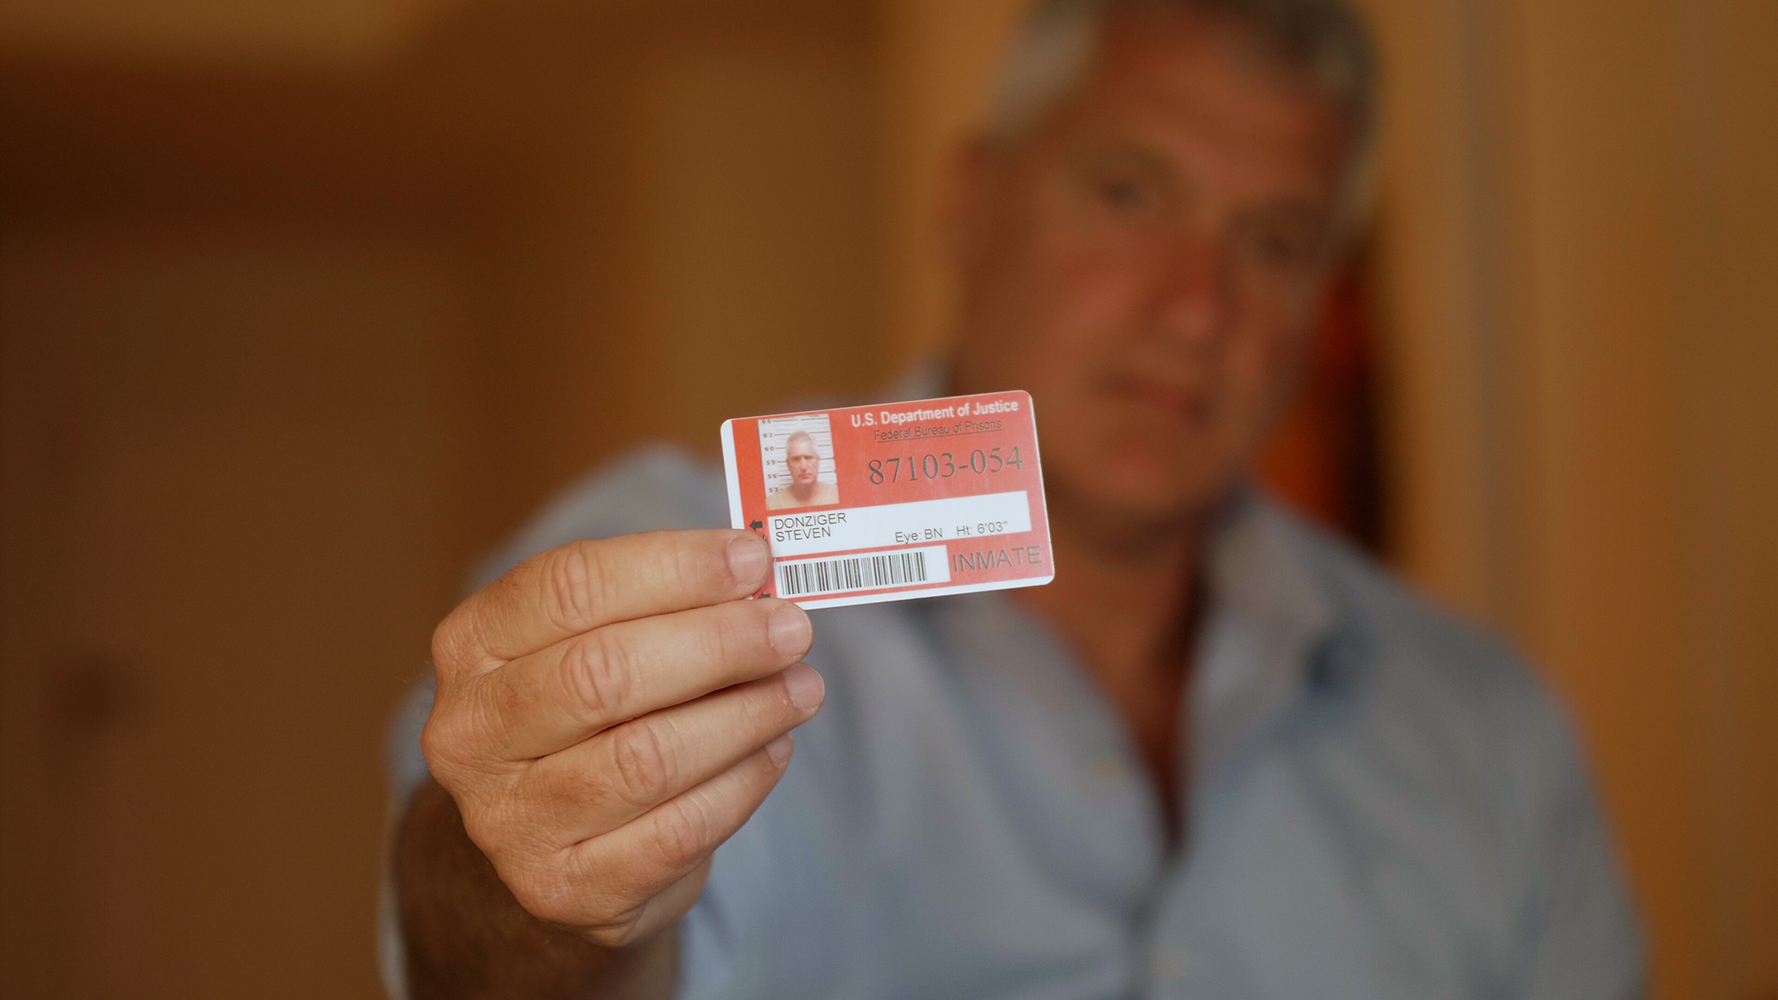 U.S. Department of Justice
Federal Bureau of Prisons
87103-054
DONZIGER
STEVEN
Eye: BN Ht: 6'03"
INMATE